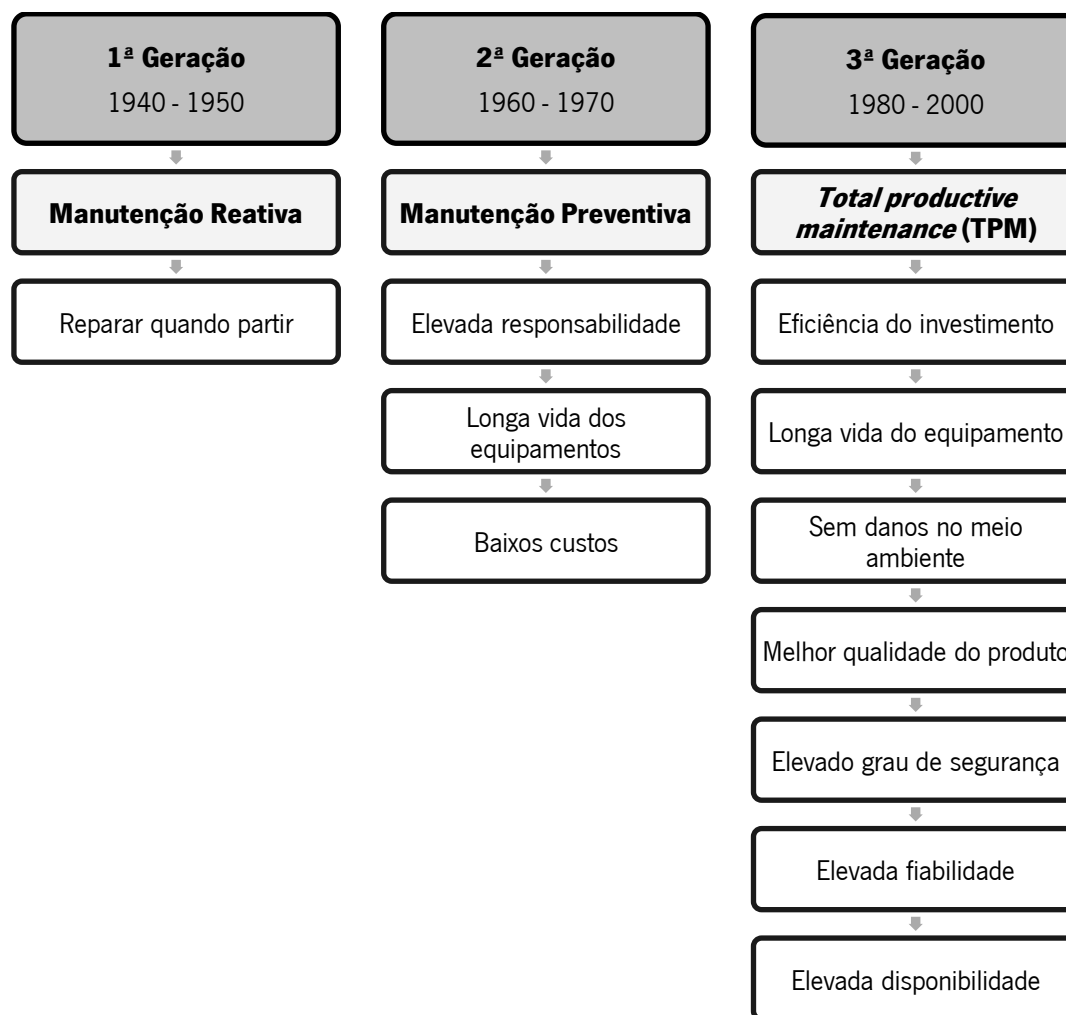 1ª Geração
1940 - 1950
Manutenção Reativa
Reparar quando partir
2ª Geração
1960 - 1970
Manutenção Preventiva
Elevada responsabilidade
Longa vida dos
equipamentos
Baixos custos
3ª Geração
1980 - 2000
Total productive
maintenance (TPM)
Eficiência do investimento
Longa vida do equipamento
Sem danos no meio
ambiente
Melhor qualidade do produto
Elevado grau de segurança
Elevada fiabilidade
Elevada disponibilidade